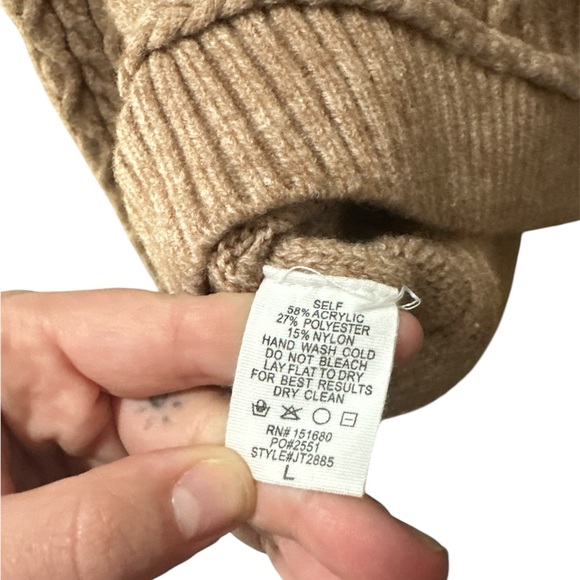 SELF
58% ACRYLIC
27% POLYESTER
15% NYLON
HAND WASH COLD
DO NOT BLEACH
LAY FLAT TO DRY
FOR BEST RESULTS
DRY CLEAN
RN# 151680
PO#2551
STYLE#JT2885
L